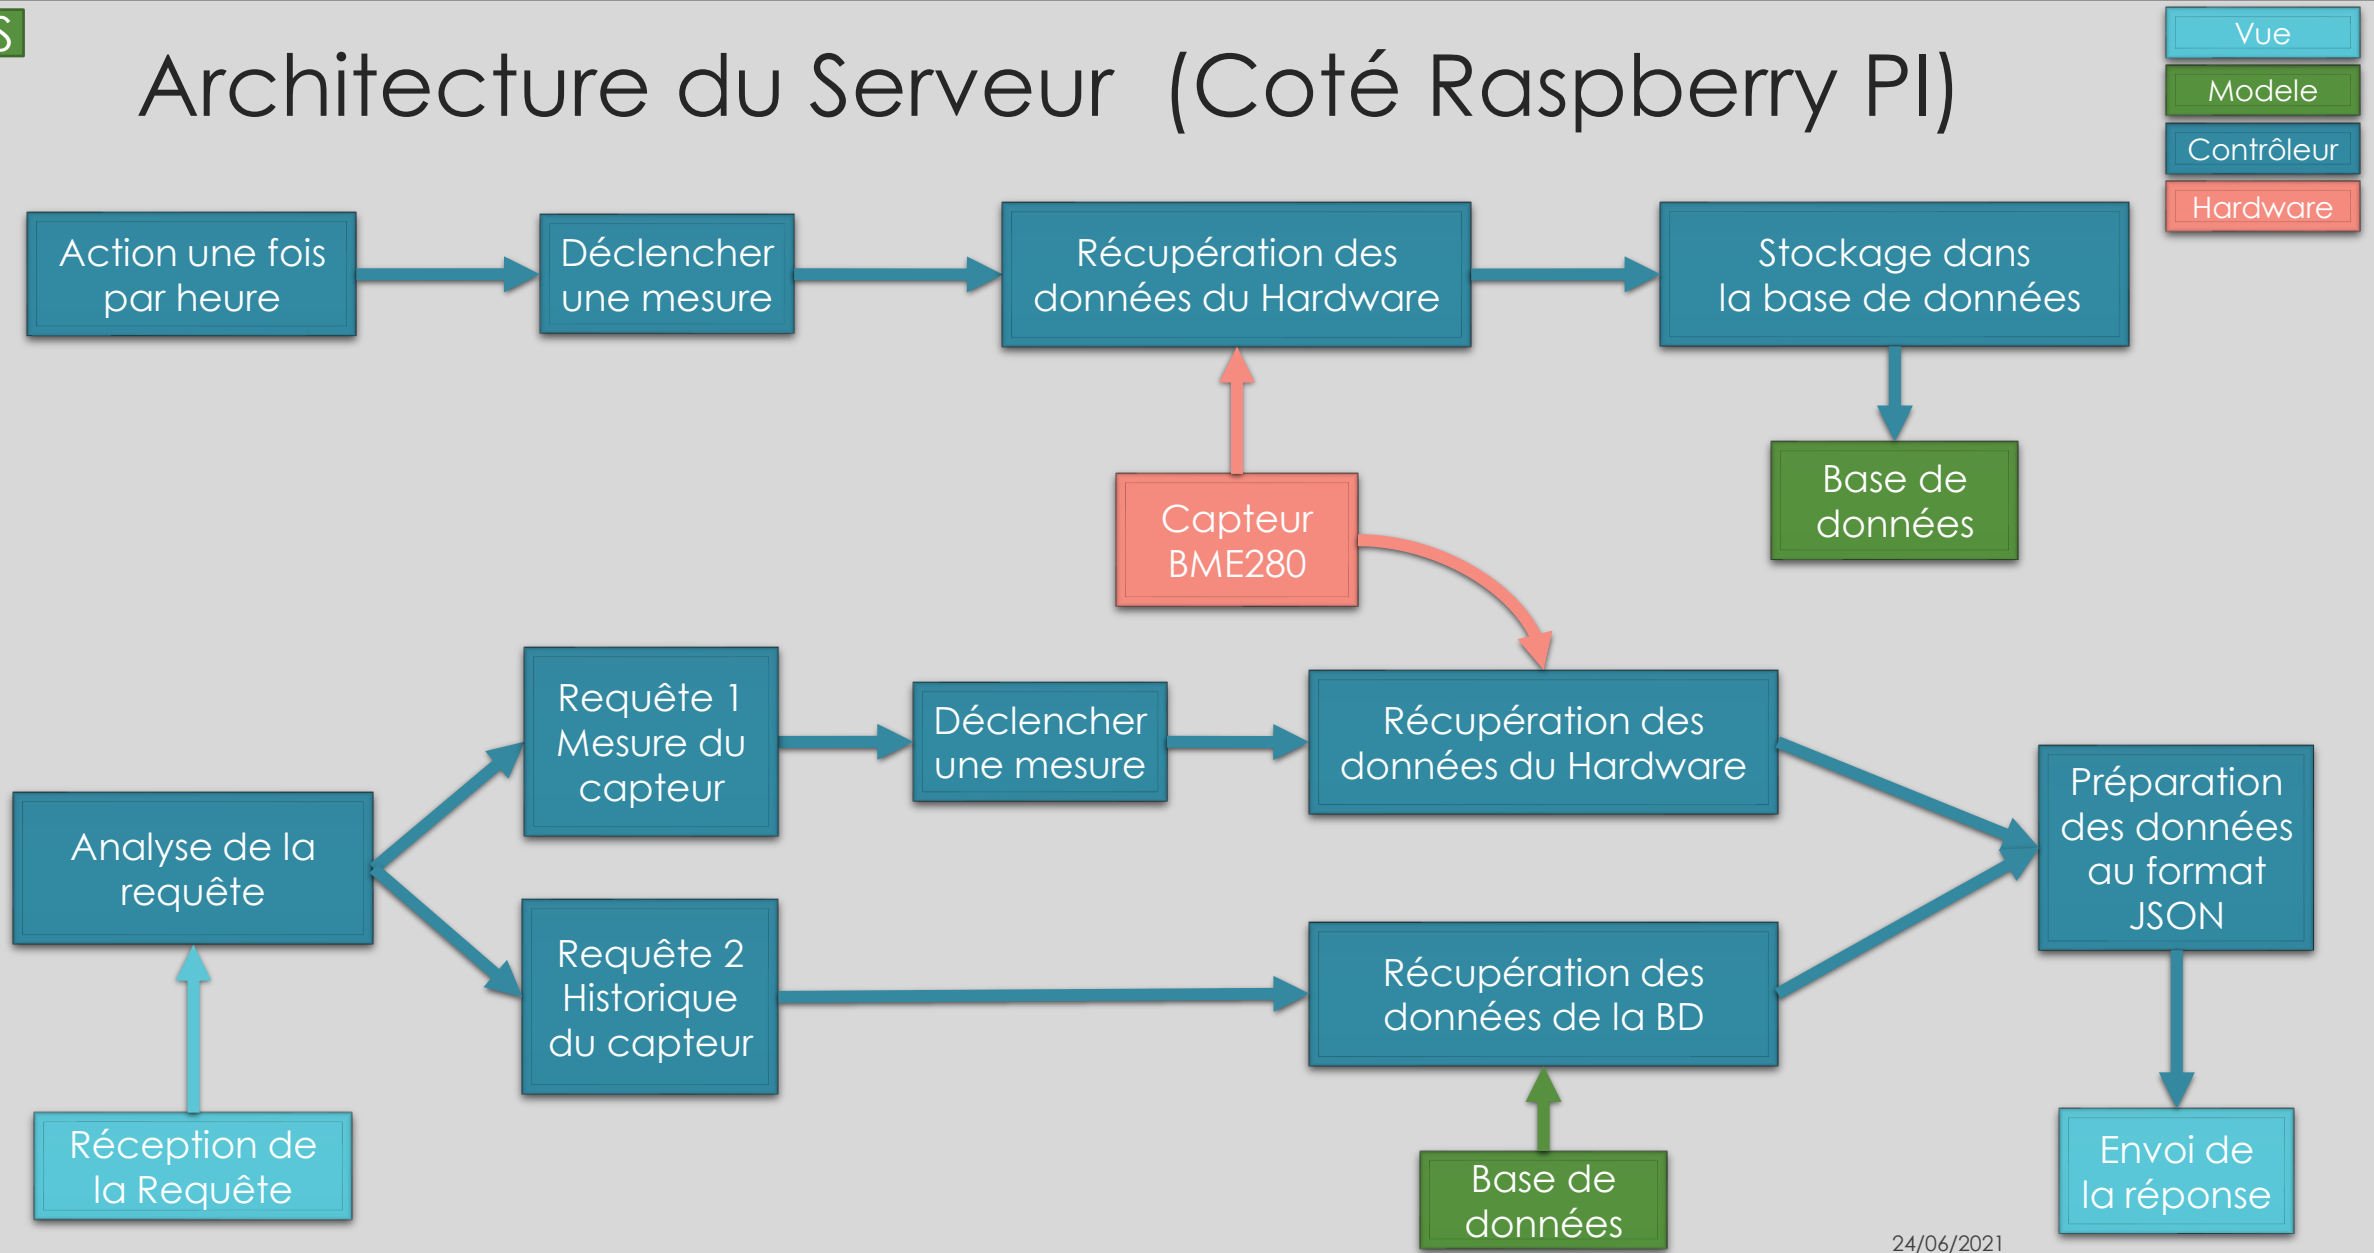 S
Architecture du Serveur (Coté Raspberry PI)
Vue
Modele
Contrôleur
Hardware
Action une fois
par heure
Déclencher
une mesure
Récupération des
données du Hardware
Stockage dans
la base de données
Capteur
BME280
Base de
données
Requête 1
Mesure du
capteur
Déclencher
une mesure
Récupération des
données du Hardware
Analyse de la
requête
Préparation
des données
au format
JSON
Requête 2
Historique
du capteur
Récupération des
données de la BD
Réception de
la Requête
Base de
données
Envoi de
la réponse
24/06/2021